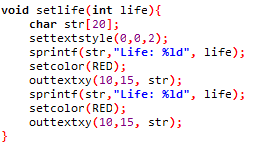 void setlife(int life){
char str[20];
settextstyle(0,0,2);
sprintf(str,"Life: %ld", life);
setcolor(RED);
outtextxy(10,15, str);
sprintf(str,"Life: %ld", life);
setcolor(RED);
outtextxy(10,15, str);
}